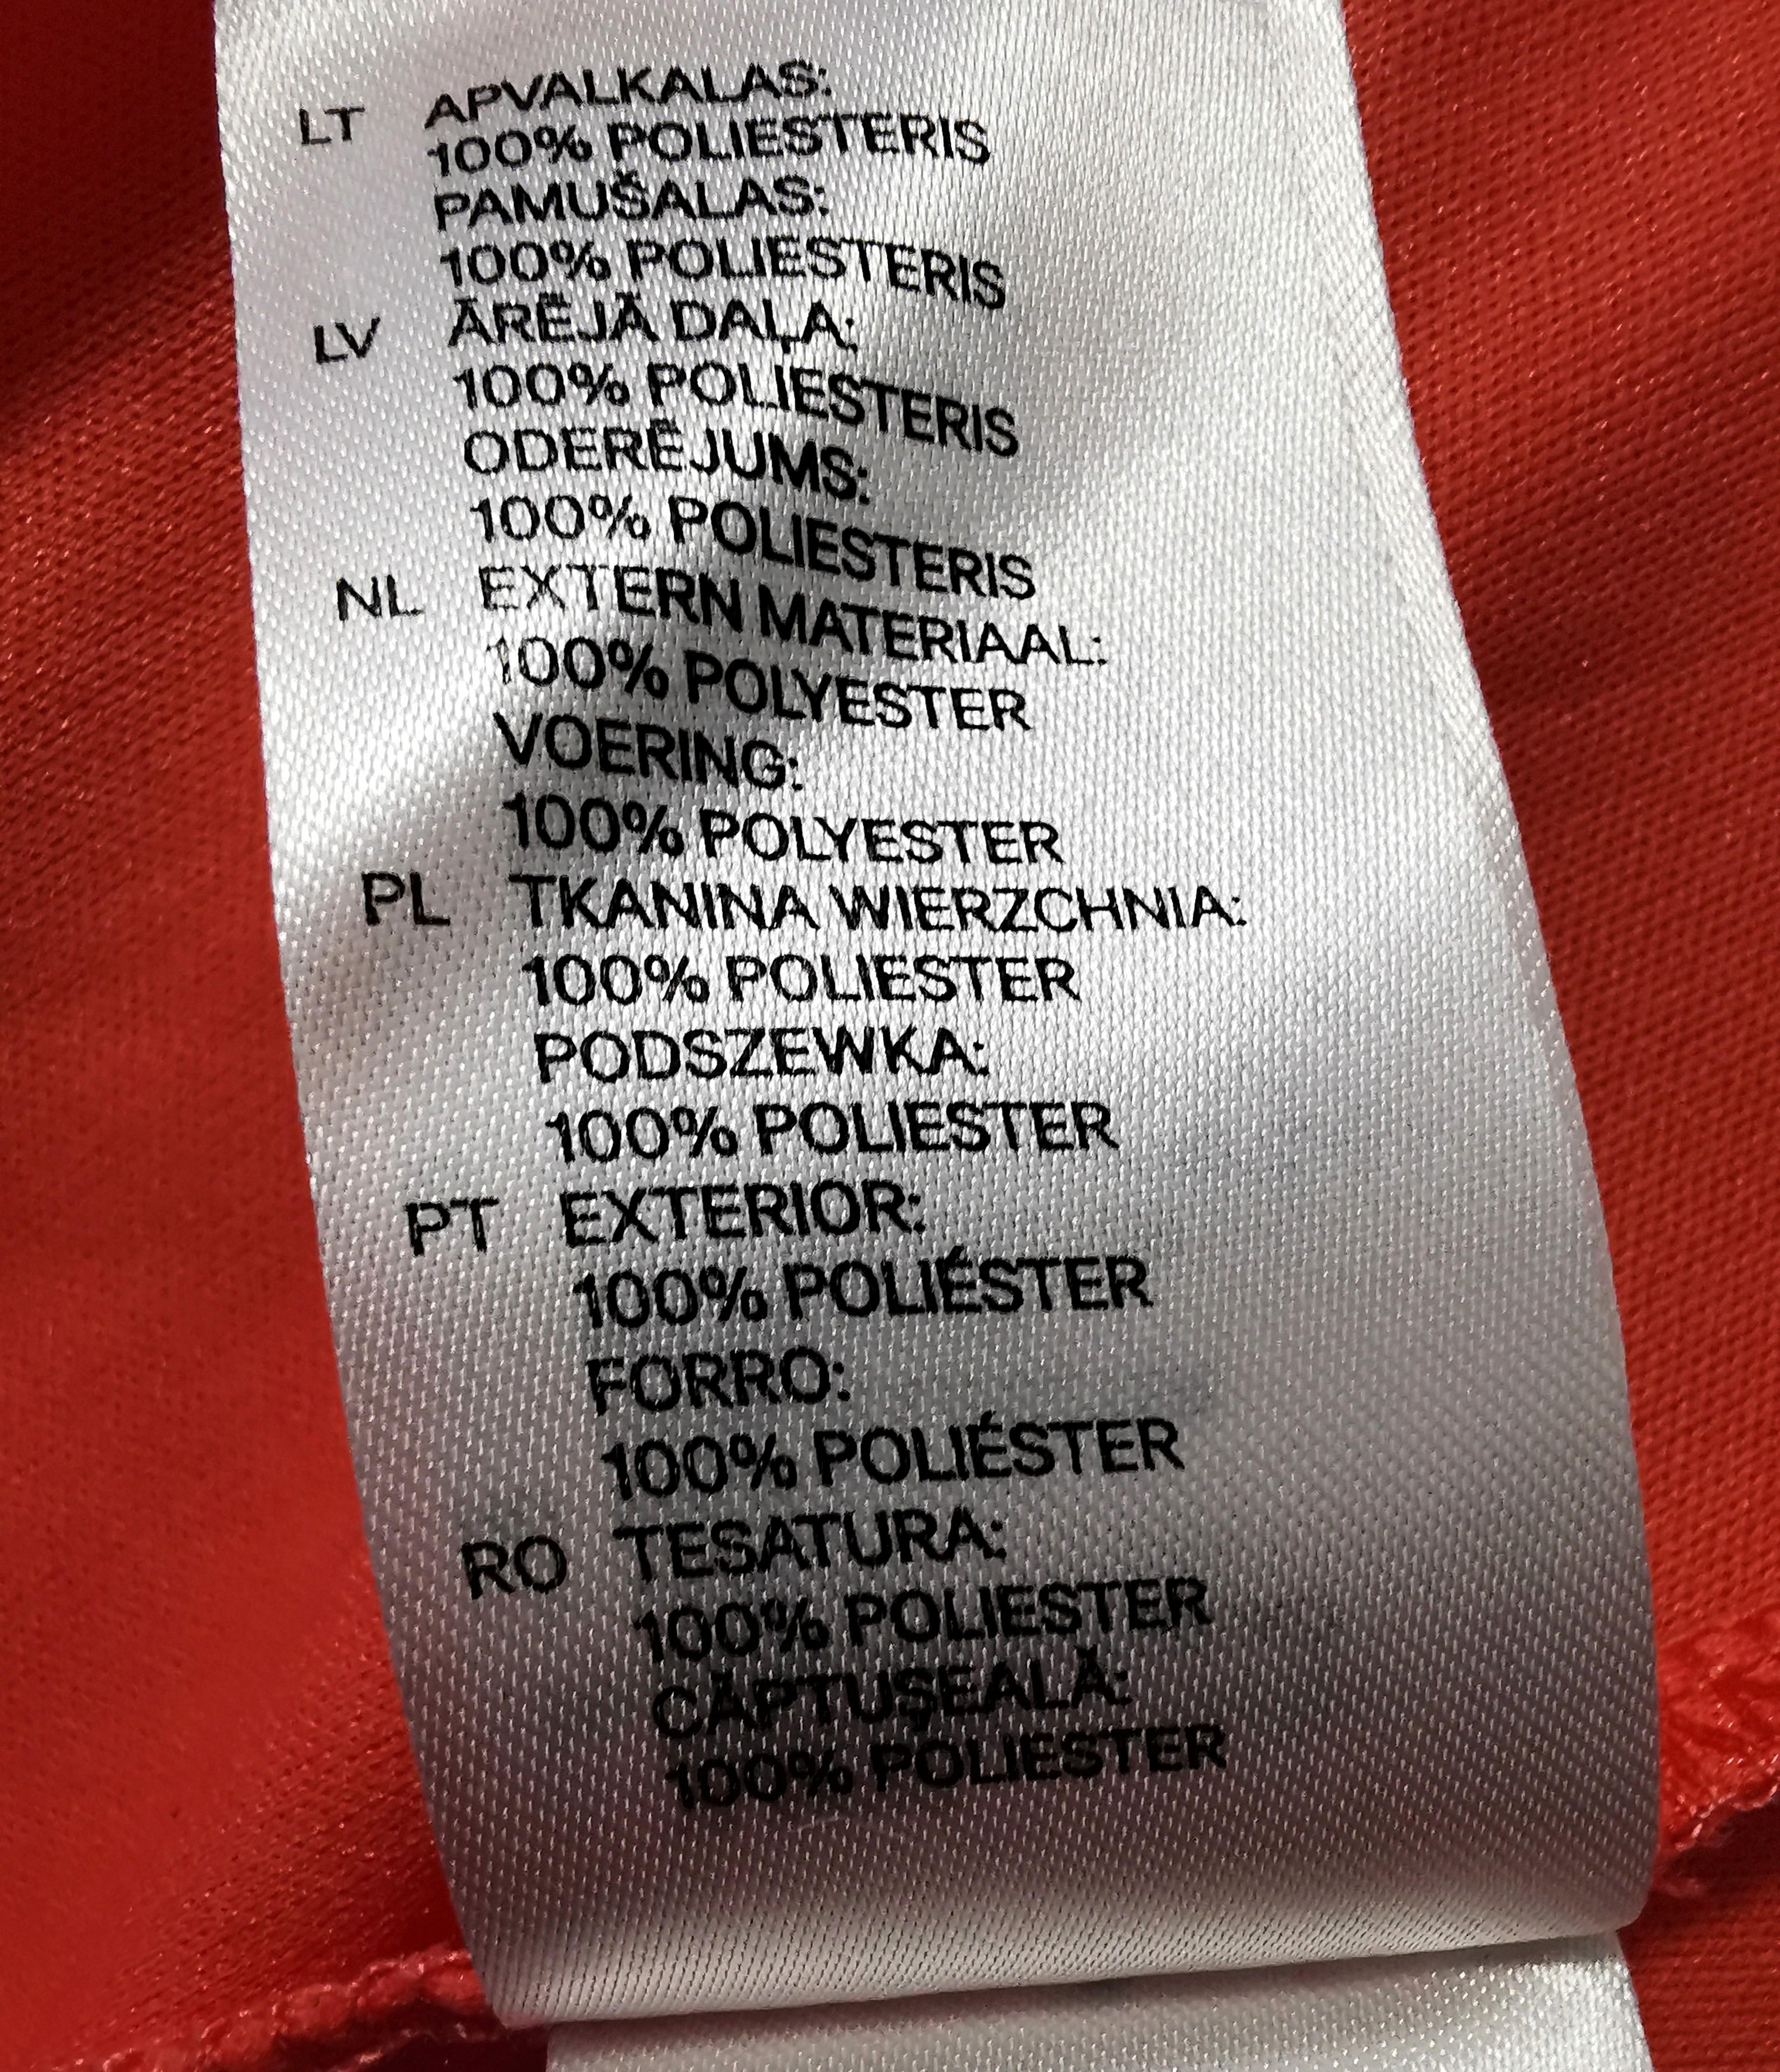 LT APVALKALAS:
100% POLIESTERIS
PAMUŠALAS:
100% POLIESTERIS
LV ĀRĒJĀ DAĻA:
100% POLIESTERIS
ODERĒJUMS:
100% POLIESTERIS
NL EXTERN MATERIAAL:
100% POLYESTER
VOERING:
100% POLYESTER
PL TKANINA WIERZCHNIA:
100% POLIESTER
PODSZEWKA:
100% POLIESTER
PT EXTERIOR:
100% POLIÉSTER
FORRO:
100% POLIÉSTER
RO TESATURA:
100% POLIESTER
CĂPTUŞEALĂ:
100% POLIESTER